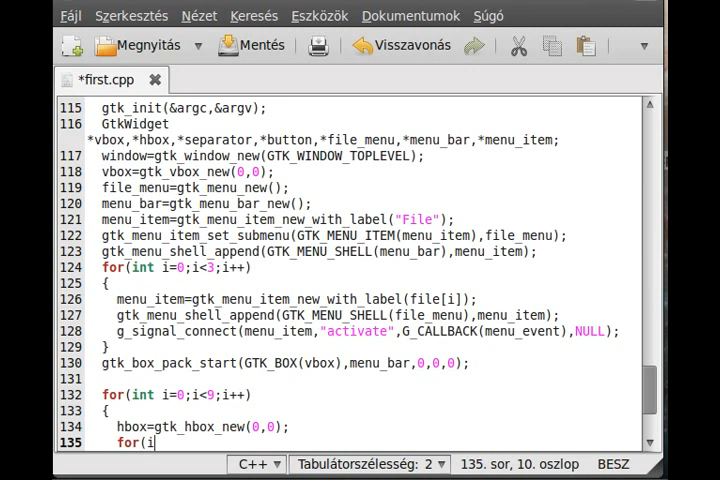 Fájl Szerkesztés Nézet Keresés Eszközök Dokumentumok Súgó
Megnyitás Mentés Visszavonás
*first.cpp
115 gtk_init(&argc,&argv);
116 GtkWidget
*vbox,*hbox,*separator,*button,*file_menu,*menu_bar,*menu_item;
117 window=gtk_window_new(GTK_WINDOW_TOPLEVEL);
118 vbox=gtk_vbox_new(0,0);
119 file_menu=gtk_menu_new();
120 menu_bar=gtk_menu_bar_new();
121 menu_item=gtk_menu_item_new_with_label("File");
122 gtk_menu_item_set_submenu(GTK_MENU_ITEM(menu_item),file_menu);
123 gtk_menu_shell_append(GTK_MENU_SHELL(menu_bar),menu_item);
124 for(int i=0;i<3;i++)
125 {
126 menu_item=gtk_menu_item_new_with_label(file[i]);
127 gtk_menu_shell_append(GTK_MENU_SHELL(file_menu),menu_item);
128 g_signal_connect(menu_item,"activate",G_CALLBACK(menu_event),NULL);
129 }
130 gtk_box_pack_start(GTK_BOX(vbox),menu_bar,0,0,0);
131
132 for(int i=0;i<9;i++)
133 {
134 hbox=gtk_hbox_new(0,0);
135 for(i
C++ Tabulátorszélesség: 2 135. sor, 10. oszlop BESZ